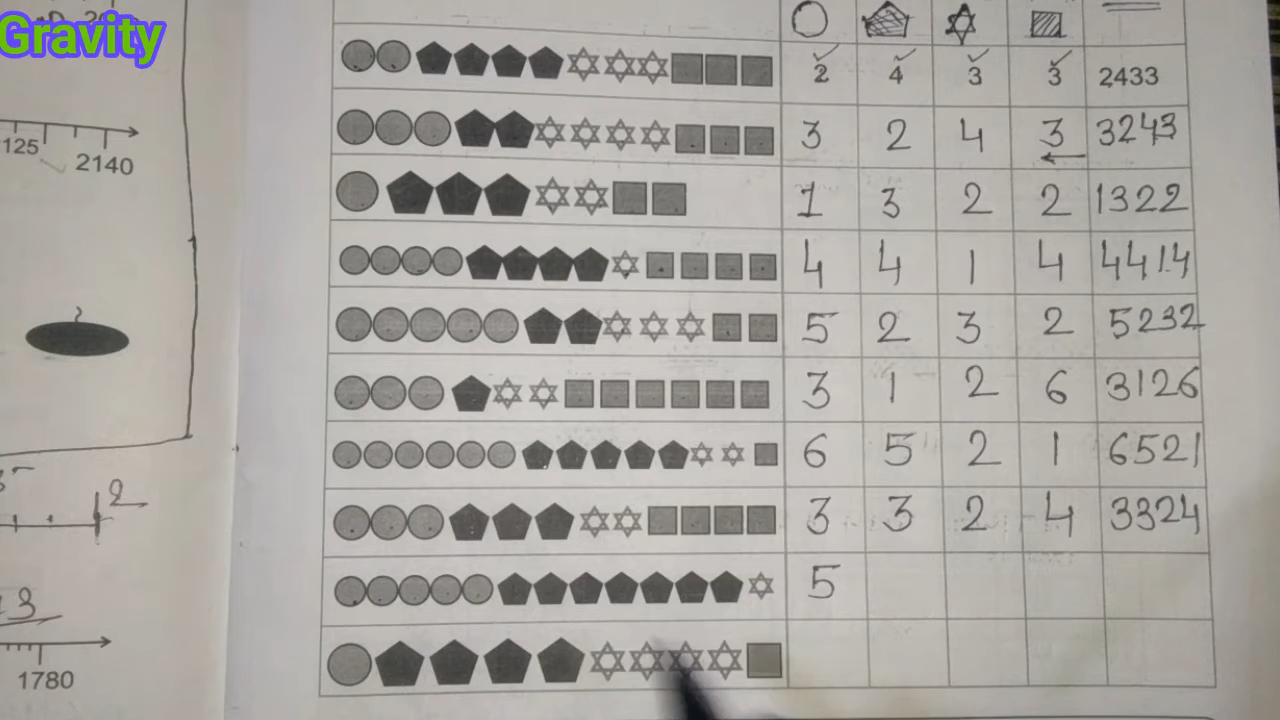 Gravity
2 4 3 3 2433
3 2 4 3 3243
1 3 2 2 1322
4 4 1 4 4414
5 2 3 2 5232
3 1 2 6 3126
6 5 2 1 6521
3 3 2 4 3324
5
125 2140
2
1780